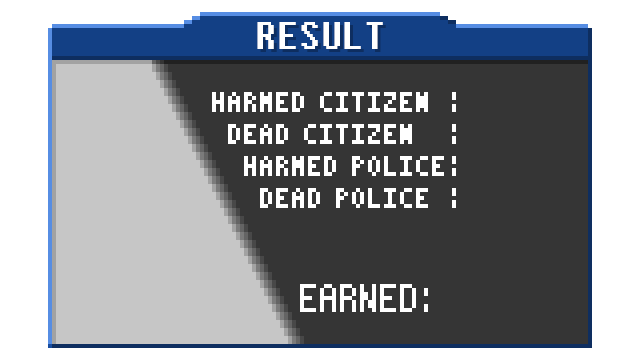 RESULT
HARMED CITIZEN :
DEAD CITIZEN :
HARMED POLICE:
DEAD POLICE :
EARNED: